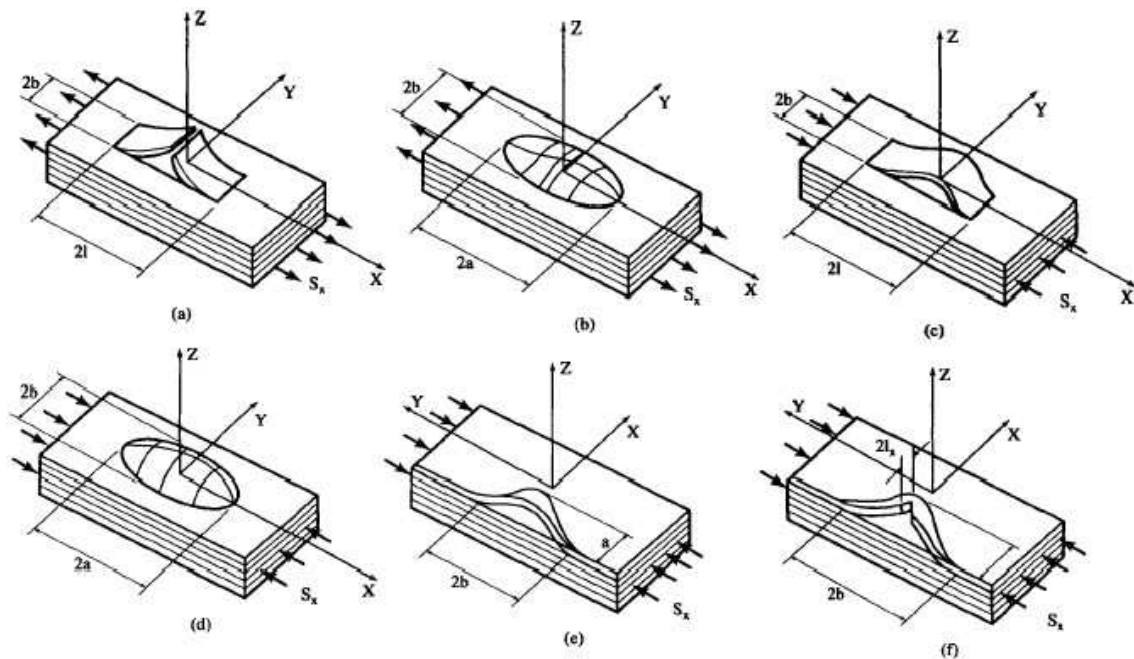 Z
2b
Y
2l
X
Sₓ
(a)
Z
2b
Y
2a
X
Sₓ
(b)
Z
2b
Y
2l
X
Sₓ
(c)
Z
2b
Y
2a
X
Sₓ
(d)
Z
Y
X
a
2b
Sₓ
(e)
Z
Y
X
2lₓ
2b
Sₓ
(f)